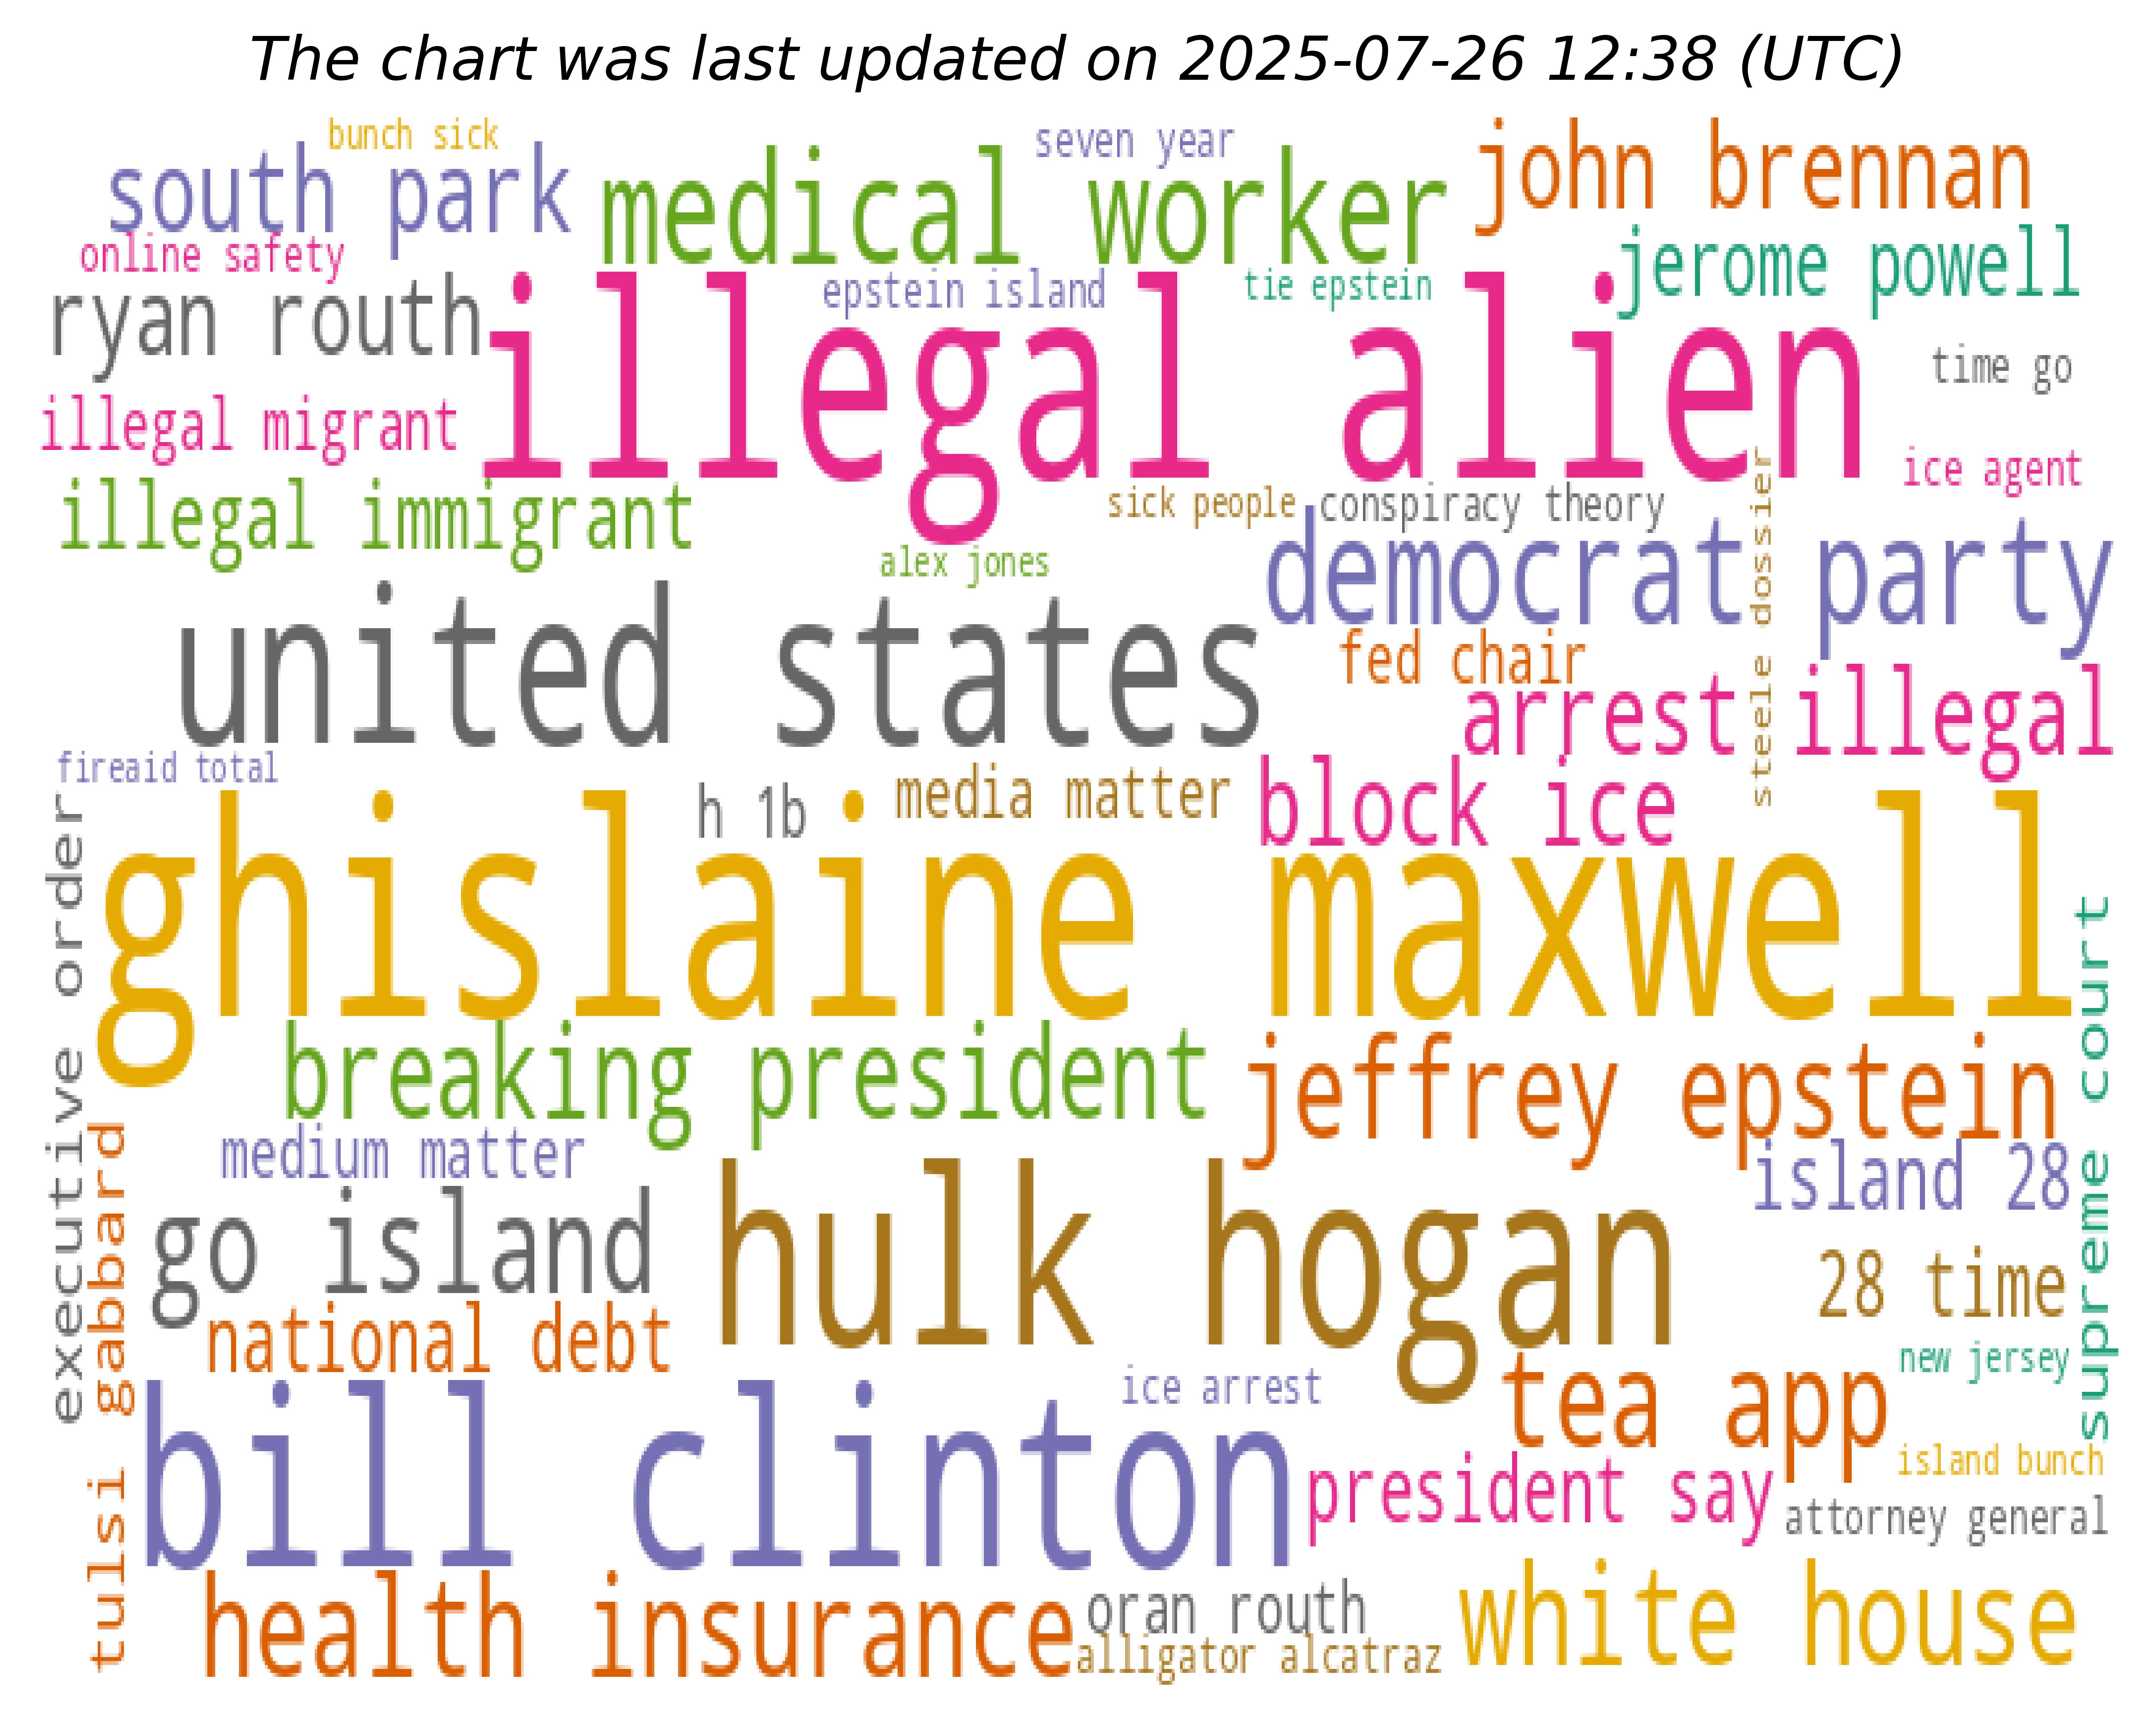 The chart was last updated on 2025-07-26 12:38 (UTC)
bunch sick
seven year
south park
medical worker
john brennan
online safety
jerome powell
epstein island
tie epstein
ryan routh
illegal alien
time go
illegal migrant
ice agent
sick people
conspiracy theory
illegal immigrant
alex jones
democrat party
steele dossier
united states
fed chair
arrest illegal
fireaid total
h 1b
media matter
block ice
executive order
ghislaine maxwell
supreme court
breaking president
jeffrey epstein
medium matter
island 28
tulsi gabbard
go island
hulk hogan
28 time
national debt
new jersey
ice arrest
tea app
bill clinton
island bunch
president say
attorney general
health insurance
oran routh
white house
alligator alcatraz